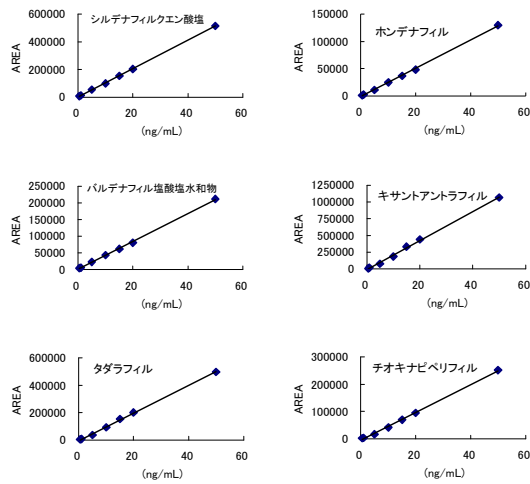 シルデナフィルクエン酸塩
600000
400000
200000
0
AREA
0 20 40 60
(ng/mL)
ホンデナフィル
150000
100000
50000
0
AREA
0 20 40 60
(ng/mL)
バルデナフィル塩酸塩水和物
250000
200000
150000
100000
50000
0
AREA
0 20 40 60
(ng/mL)
キサントアントラフィル
1250000
1000000
750000
500000
250000
0
AREA
0 20 40 60
(ng/mL)
タダラフィル
600000
400000
200000
0
AREA
0 20 40 60
(ng/mL)
チオキナピペリフィル
300000
200000
100000
0
AREA
0 20 40 60
(ng/mL)